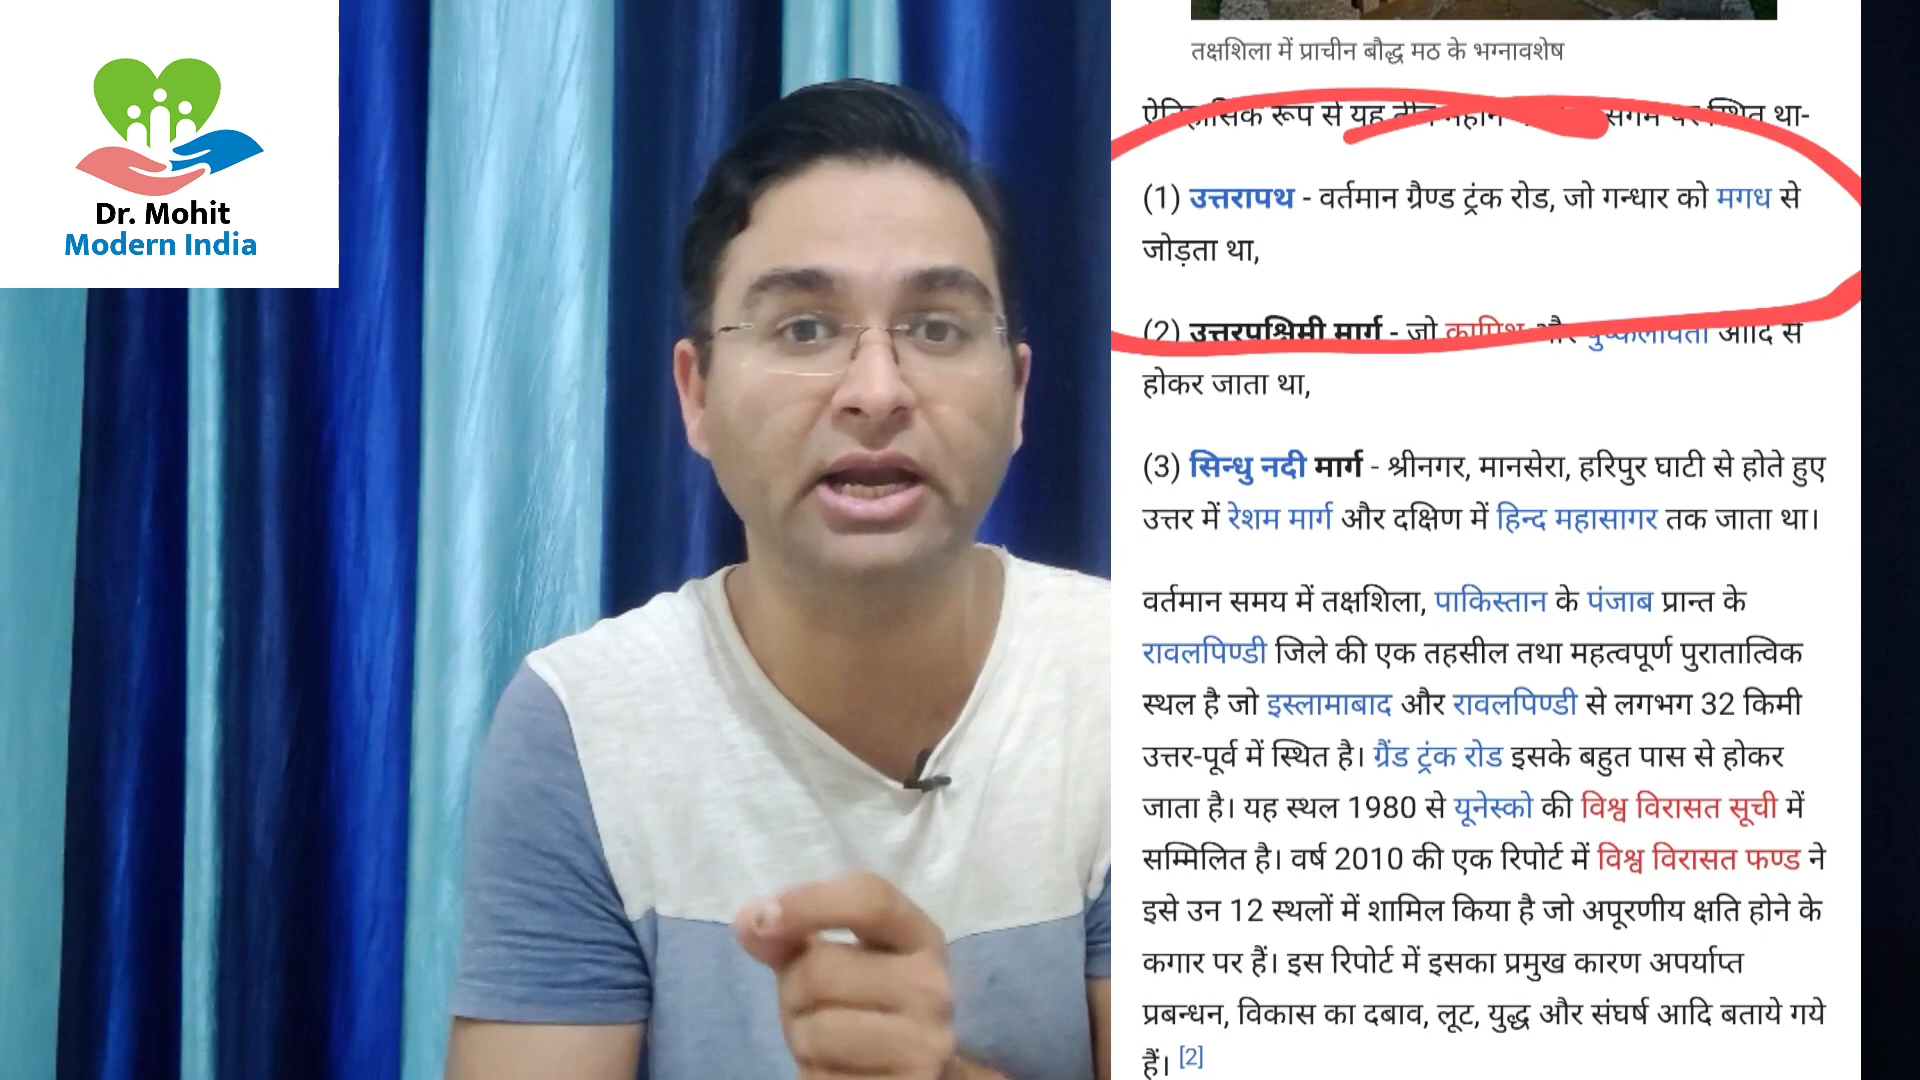 Dr. Mohit
Modern India
तक्षशिला में प्राचीन बौद्ध मठ के भग्नावशेष
रूप से यह स्थित था-
(1) उत्तरापथ - वर्तमान ग्रैण्ड ट्रंक रोड, जो गन्धार को मगध से
जोड़ता था,
(2) उत्तरपश्चिमी मार्ग - जो और आदि से
होकर जाता था,
(3) सिन्धु नदी मार्ग - श्रीनगर, मानसेरा, हरिपुर घाटी से होते हुए
उत्तर में रेशम मार्ग और दक्षिण में हिन्द महासागर तक जाता था।
वर्तमान समय में तक्षशिला, पाकिस्तान के पंजाब प्रान्त के
रावलपिण्डी जिले की एक तहसील तथा महत्वपूर्ण पुरातात्विक
स्थल है जो इस्लामाबाद और रावलपिण्डी से लगभग 32 किमी
उत्तर-पूर्व में स्थित है। ग्रैंड ट्रंक रोड इसके बहुत पास से होकर
जाता है। यह स्थल 1980 से यूनेस्को की विश्व विरासत सूची में
सम्मिलित है। वर्ष 2010 की एक रिपोर्ट में विश्व विरासत फण्ड ने
इसे उन 12 स्थलों में शामिल किया है जो अपूरणीय क्षति होने के
कगार पर हैं। इस रिपोर्ट में इसका प्रमुख कारण अपर्याप्त
प्रबन्धन, विकास का दबाव, लूट, युद्ध और संघर्ष आदि बताये गये
हैं। [2]